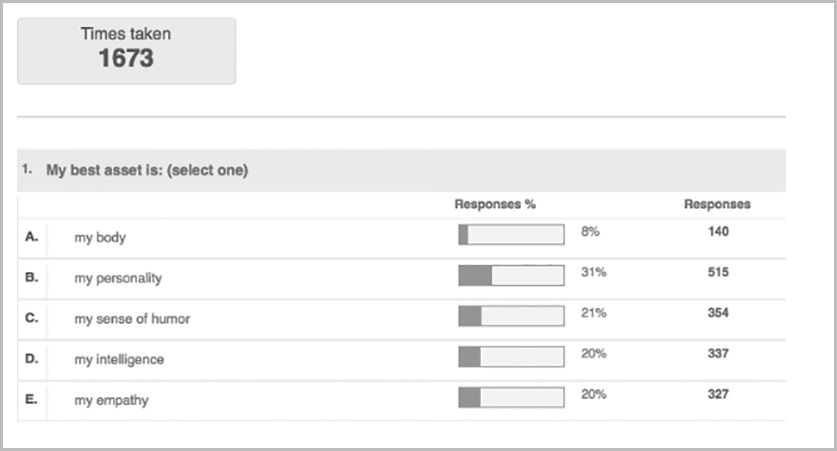 Times taken
1673
1. My best asset is: (select one)
Responses % Responses
A. my body 8% 140
B. my personality 31% 515
C. my sense of humor 21% 354
D. my intelligence 20% 337
E. my empathy 20% 327